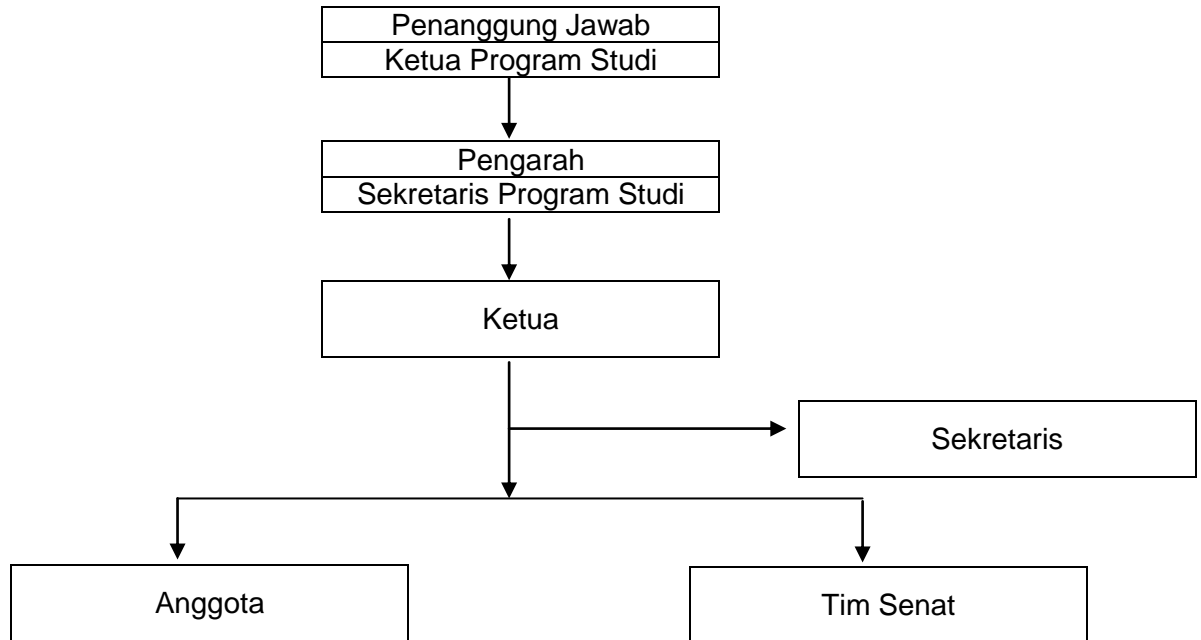 Penanggung Jawab
Ketua Program Studi
Pengarah
Sekretaris Program Studi
Ketua
Sekretaris
Anggota
Tim Senat